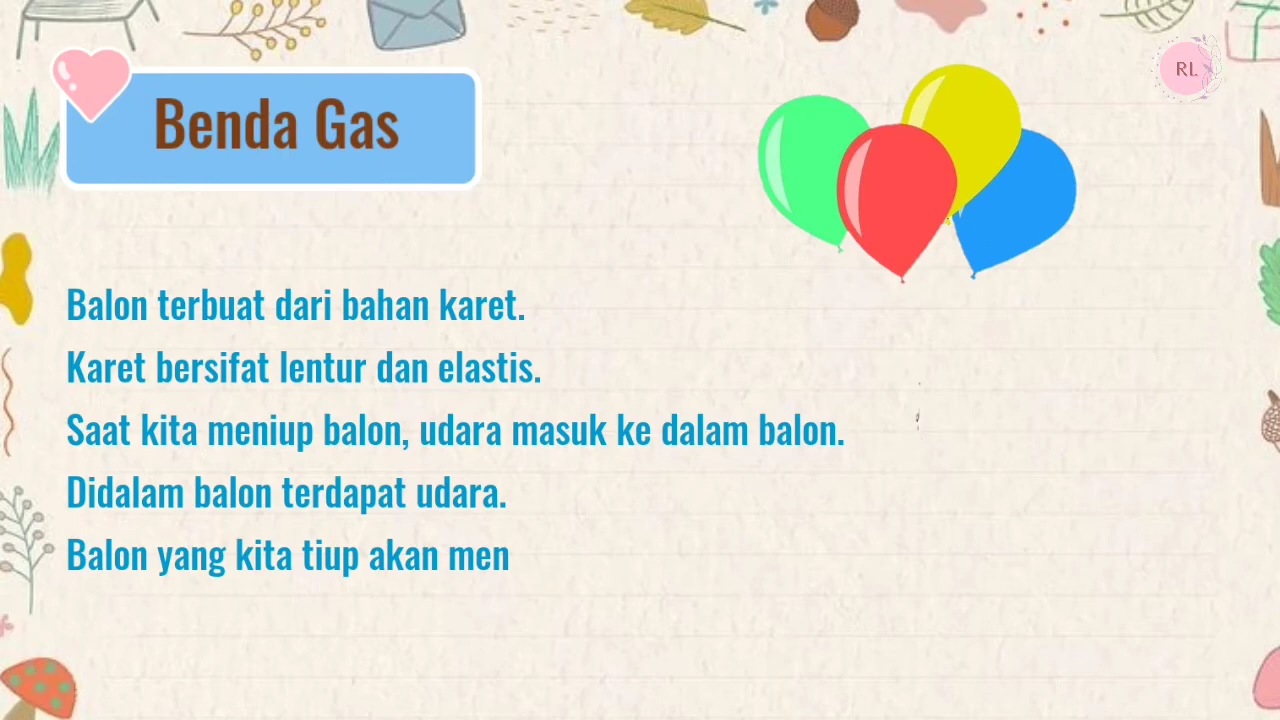 RL
Benda Gas
Balon terbuat dari bahan karet.
Karet bersifat lentur dan elastis.
Saat kita meniup balon, udara masuk ke dalam balon.
Didalam balon terdapat udara.
Balon yang kita tiup akan men